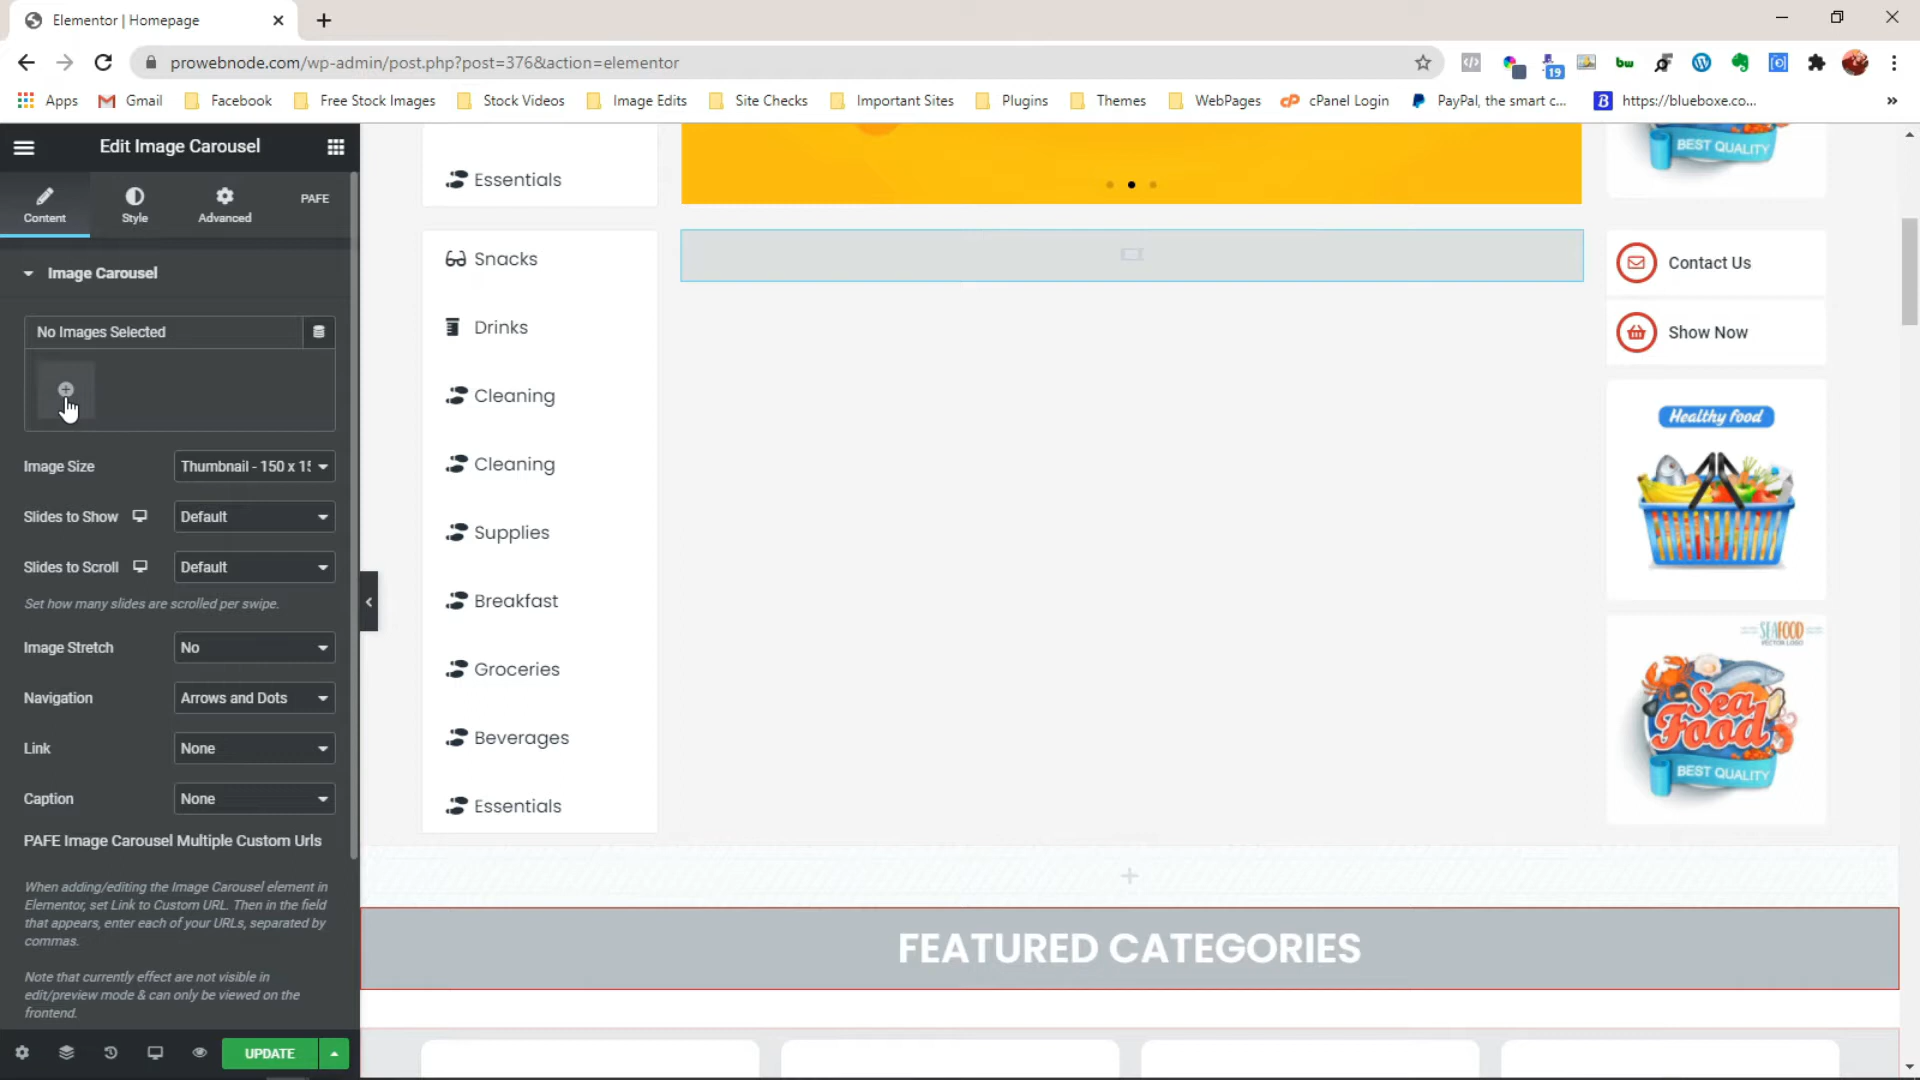 Elementor | Homepage
prowebnode.com/wp-admin/post.php?post=376&action=elementor
19
bw
Apps
Gmail
Facebook
Free Stock Images
Stock Videos
Image Edits
Site Checks
Important Sites
Plugins
Themes
WebPages
cP
cPanel Login
PayPal, the smart c...
B
https://blueboxe.co...
Edit Image Carousel
Content
Style
Advanced
PAFE
Image Carousel
No Images Selected
Image Size
Thumbnail - 150 x 15
Slides to Show
Default
Slides to Scroll
Default
Set how many slides are scrolled per swipe.
Image Stretch
No
Navigation
Arrows and Dots
Link
None
Caption
None
PAFE Image Carousel Multiple Custom Urls
When adding/editing the Image Carousel element in
Elementor, set Link to Custom URL. Then in the field
that appears, enter each of your URLs, separated by
commas.
Note that currently effect are not visible in
edit/preview mode & can only be viewed on the
frontend.
UPDATE
Essentials
Snacks
Drinks
Cleaning
Cleaning
Supplies
Breakfast
Groceries
Beverages
Essentials
BEST QUALITY
Contact Us
Show Now
Healthy food
SEAFOOD
VECTOR LOGO
Sea
Food
BEST QUALITY
FEATURED CATEGORIES